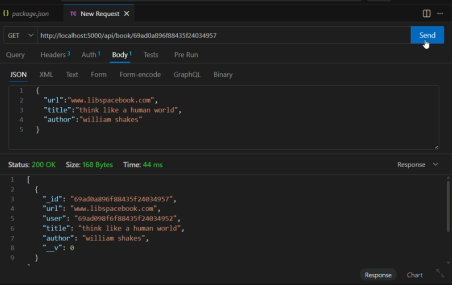 {} package.json
TC New Request ×
GET http://localhost:5000/api/book/69ad0a896f88435f24034957 Send
Query Headers 3 Auth 1 Body 1 Tests Pre Run
JSON XML Text Form Form-encode GraphQL Binary
1 {
2 "url":"www.libspacebook.com",
3 "title":"think like a human world",
4 "author":"william shakes"
5 }
Status: 200 OK Size: 168 Bytes Time: 44 ms Response
1 [
2 {
3 "_id": "69ad0a896f88435f24034957",
4 "url": "www.libspacebook.com",
5 "user": "69ad098f6f88435f24034952",
6 "title": "think like a human world",
7 "author": "william shakes",
8 "__v": 0
9 }
Response Chart